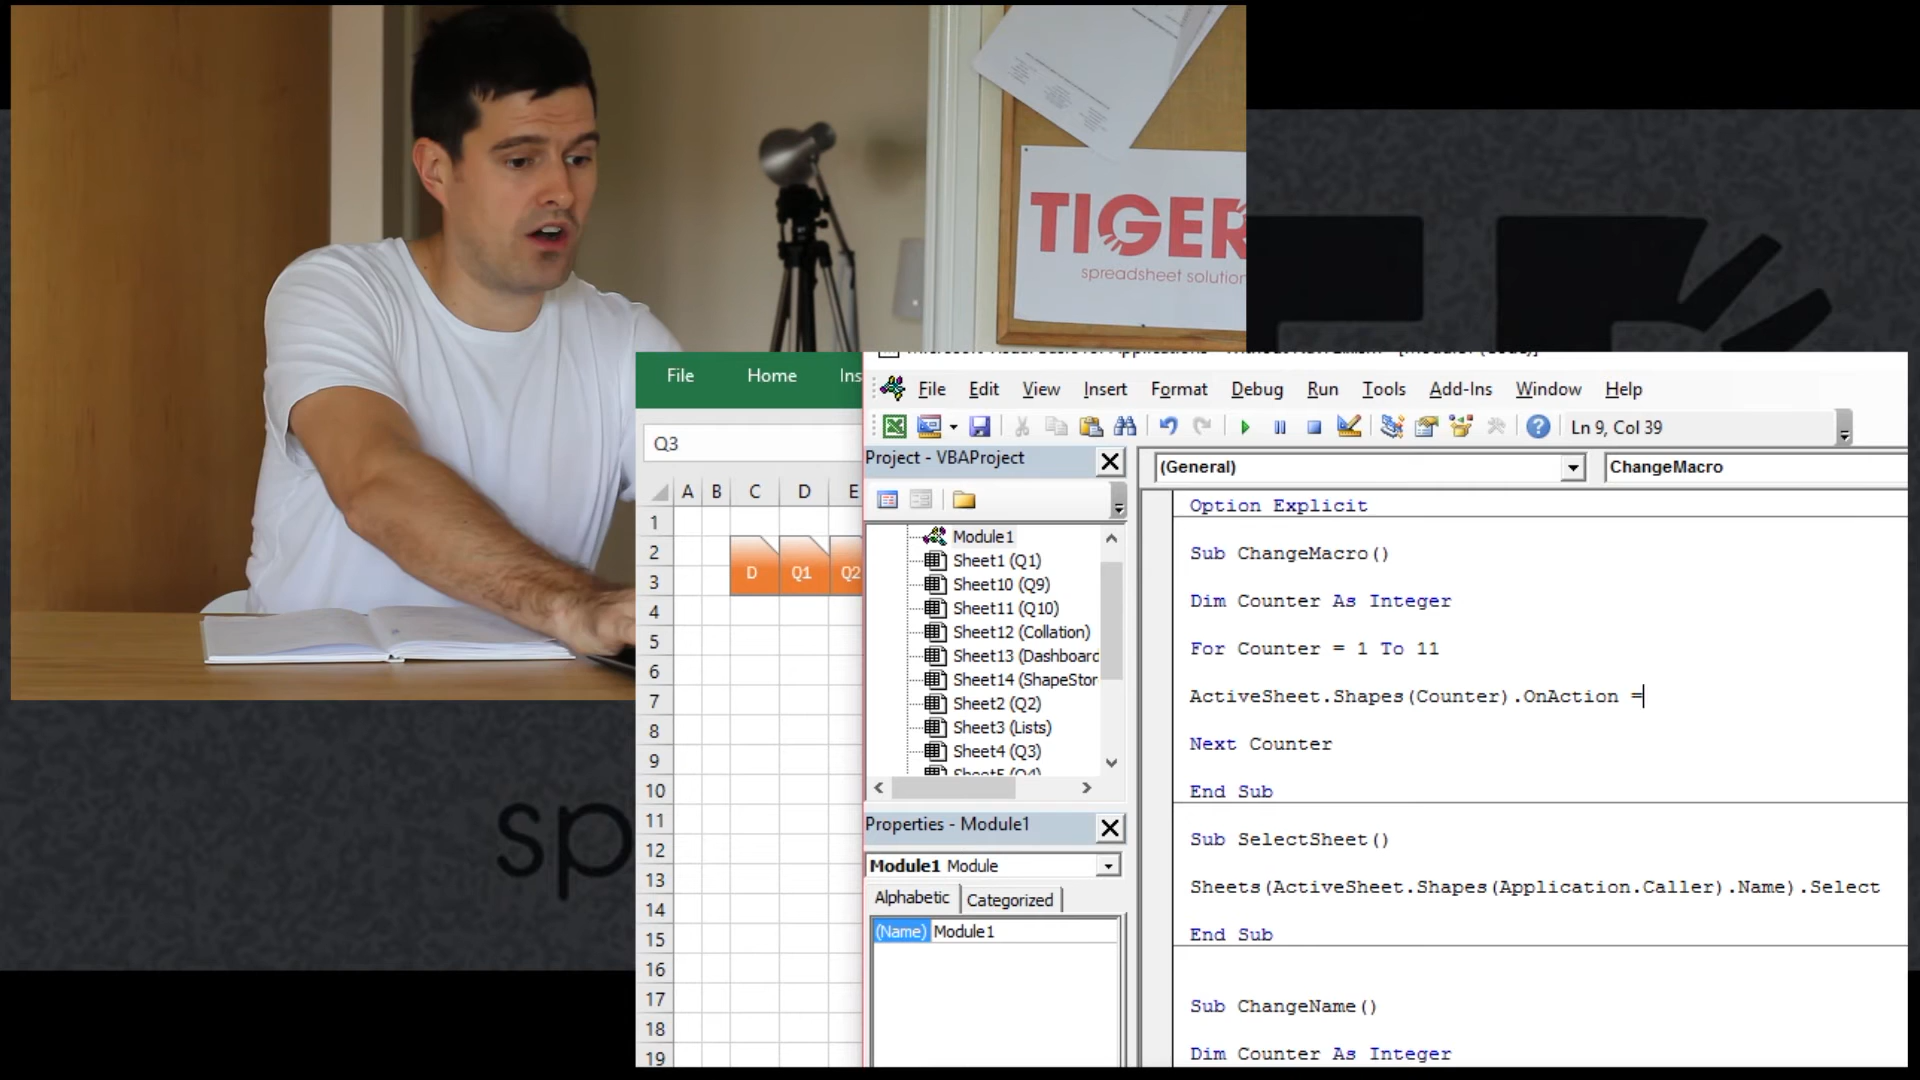 TIGER
spreadsheet solution
File Home Ins
Q3
A B C D E
1
2
3
D Q1 Q2
4
5
6
7
8
9
10
11
12
13
14
15
16
17
18
19
File Edit View Insert Format Debug Run Tools Add-Ins Window Help
Ln 9, Col 39
Project - VBAProject
Module1
Sheet1 (Q1)
Sheet10 (Q9)
Sheet11 (Q10)
Sheet12 (Collation)
Sheet13 (Dashboard
Sheet14 (ShapeStor
Sheet2 (Q2)
Sheet3 (Lists)
Sheet4 (Q3)
Sheet5 (Q4)
Properties - Module1
Module1 Module
Alphabetic Categorized
(Name) Module1
(General) ChangeMacro
Option Explicit
Sub ChangeMacro()
Dim Counter As Integer
For Counter = 1 To 11
ActiveSheet.Shapes(Counter).OnAction =
Next Counter
End Sub
Sub SelectSheet()
Sheets(ActiveSheet.Shapes(Application.Caller).Name).Select
End Sub
Sub ChangeName()
Dim Counter As Integer
sp